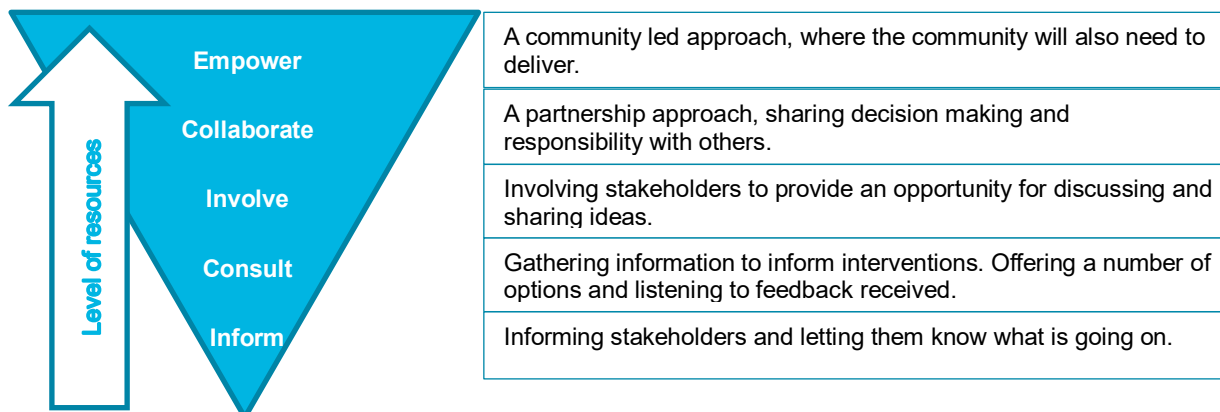 Level of resources
Empower
A community led approach, where the community will also need to
deliver.
Collaborate
A partnership approach, sharing decision making and
responsibility with others.
Involve
Involving stakeholders to provide an opportunity for discussing and
sharing ideas.
Consult
Gathering information to inform interventions. Offering a number of
options and listening to feedback received.
Inform
Informing stakeholders and letting them know what is going on.